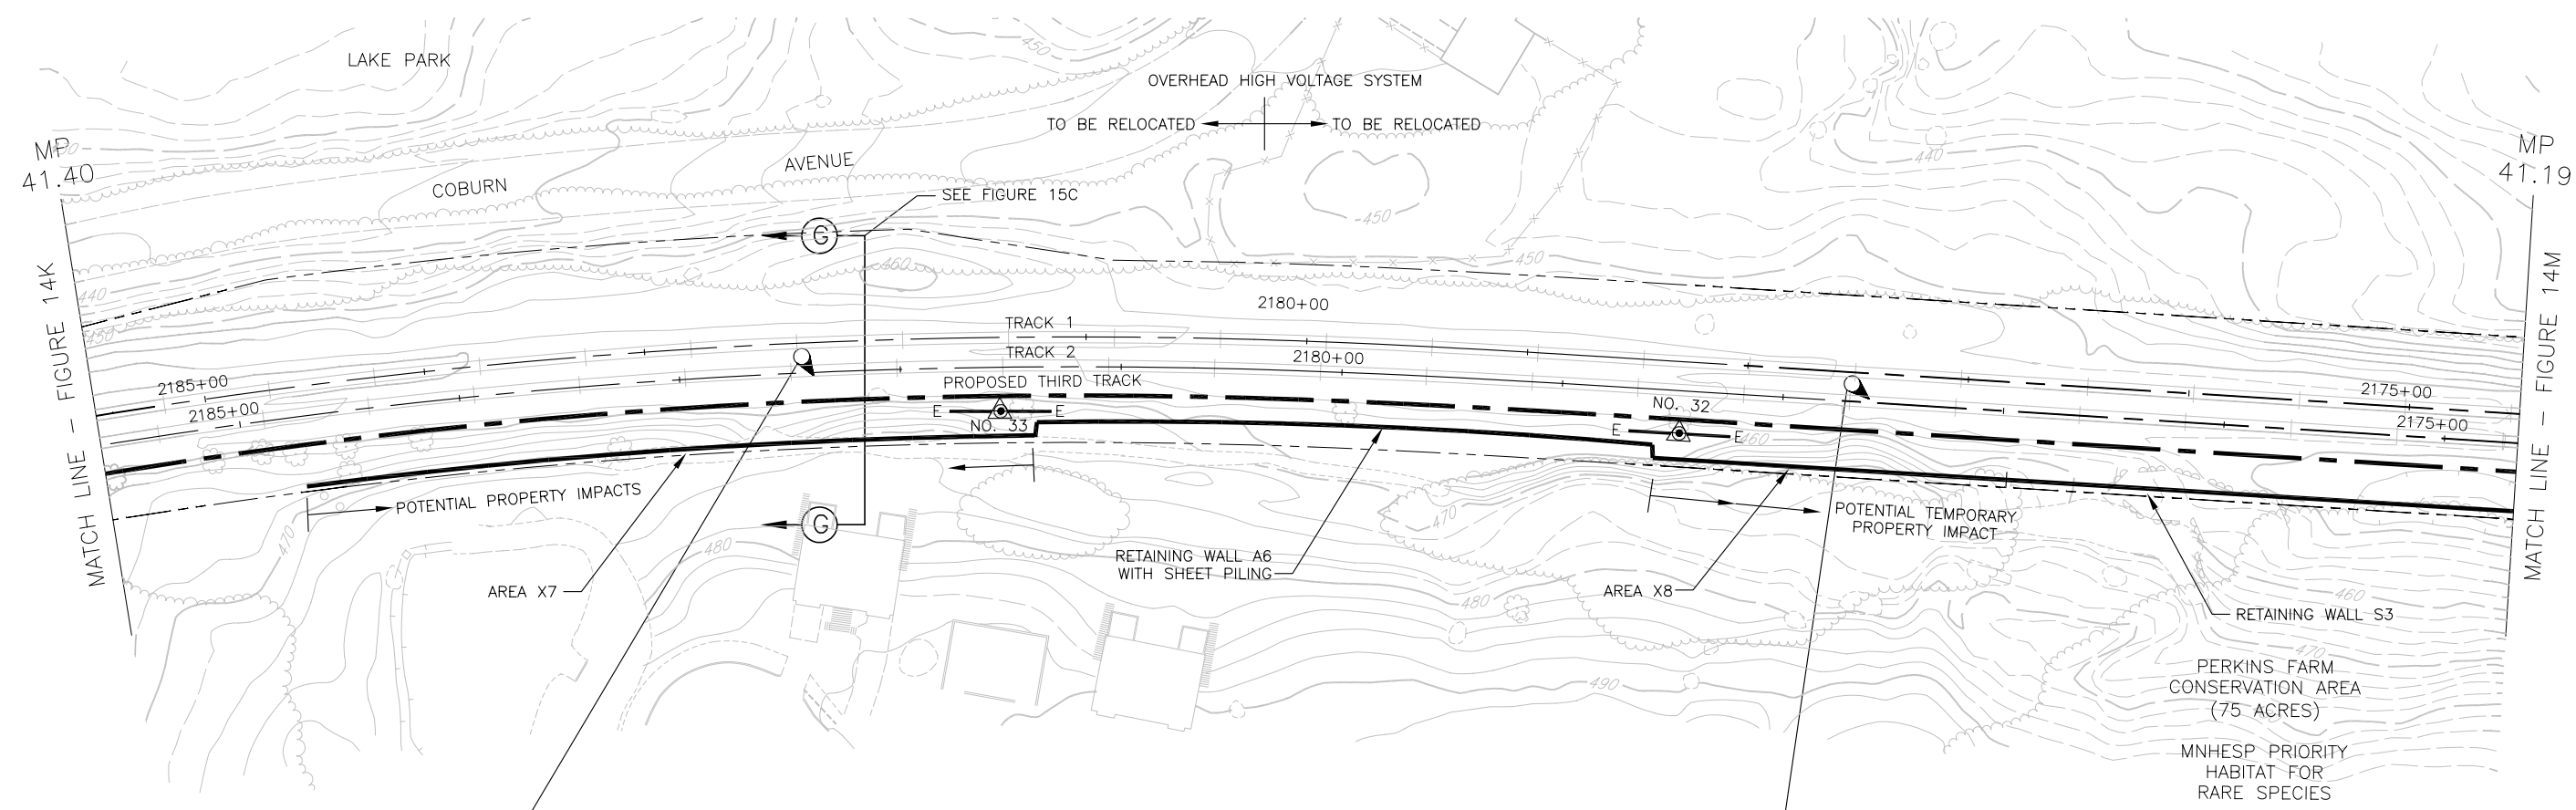 LAKE PARK
450
OVERHEAD HIGH VOLTAGE SYSTEM
TO BE RELOCATED
TO BE RELOCATED
MP
41.40
MP
41.19
COBURN
AVENUE
SEE FIGURE 15C
G
440
450
450
460
450
440
450
MATCH LINE – FIGURE 14K
MATCH LINE – FIGURE 14M
2180+00
TRACK 1
TRACK 2
2180+00
2185+00
2185+00
PROPOSED THIRD TRACK
E
E
NO. 33
NO. 32
E
E
460
2175+00
2175+00
POTENTIAL PROPERTY IMPACTS
470
G
480
470
POTENTIAL TEMPORARY
PROPERTY IMPACT
RETAINING WALL A6
WITH SHEET PILING
AREA X7
AREA X8
480
460
RETAINING WALL S3
470
490
PERKINS FARM
CONSERVATION AREA
(75 ACRES)
MNHESP PRIORITY
HABITAT FOR
RARE SPECIES